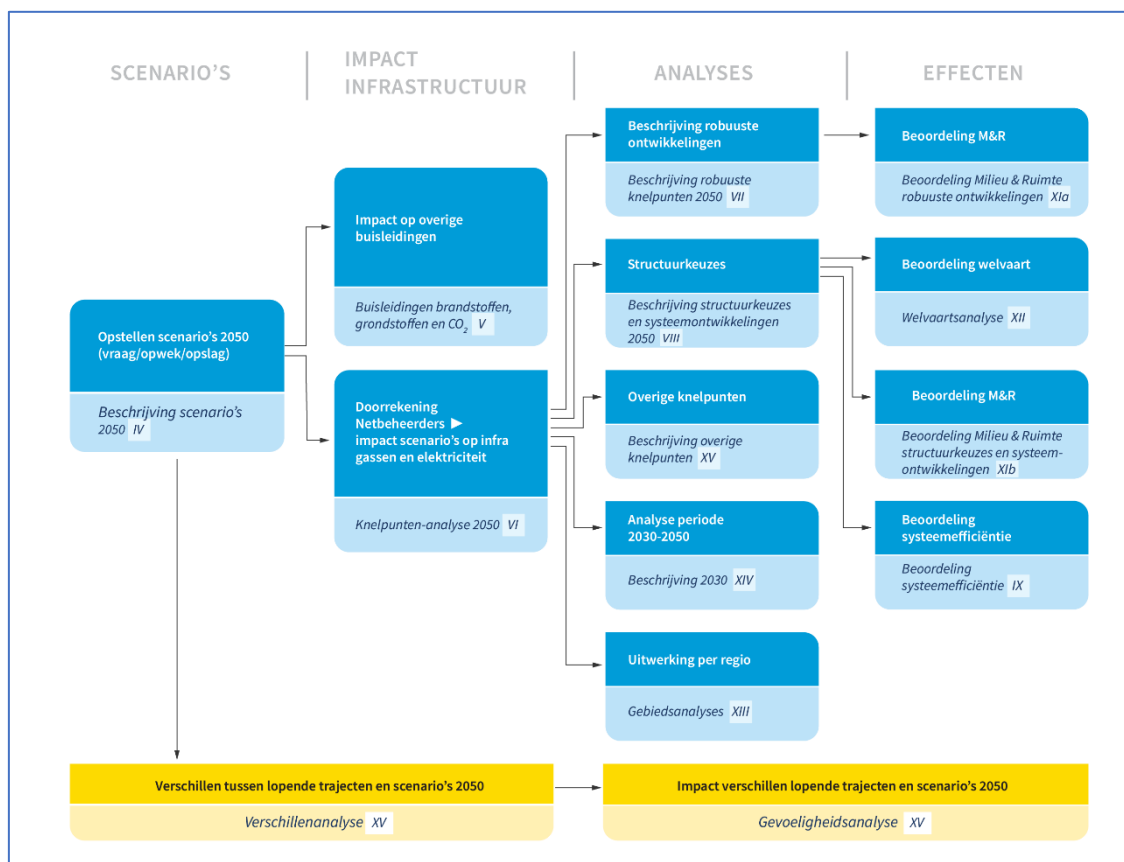 SCENARIO'S
IMPACT
INFRASTRUCTUUR
ANALYSES
EFFECTEN
Opstellen scenario's 2050
(vraag/opwek/opslag)
Beschrijving scenario's
2050 IV
Impact op overige
buisleidingen
Buisleidingen brandstoffen,
grondstoffen en CO₂ V
Doorrekening
Netbeheerders ►
impact scenario's op infra
gassen en elektriciteit
Knelpunten-analyse 2050 VI
Beschrijving robuuste
ontwikkelingen
Beschrijving robuuste
knelpunten 2050 VII
Structuurkeuzes
Beschrijving structuurkeuzes
en systeemontwikkelingen
2050 VIII
Overige knelpunten
Beschrijving overige
knelpunten XV
Analyse periode
2030-2050
Beschrijving 2030 XIV
Uitwerking per regio
Gebiedsanalyses XIII
Beoordeling M&R
Beoordeling Milieu & Ruimte
robuuste ontwikkelingen XIa
Beoordeling welvaart
Welvaartsanalyse XII
Beoordeling M&R
Beoordeling Milieu & Ruimte
structuurkeuzes en systeem-
ontwikkelingen XIb
Beoordeling
systeemefficiëntie
Beoordeling
systeemefficiëntie IX
Verschillen tussen lopende trajecten en scenario's 2050
Verschillenanalyse XV
Impact verschillen lopende trajecten en scenario's 2050
Gevoeligheidsanalyse XV